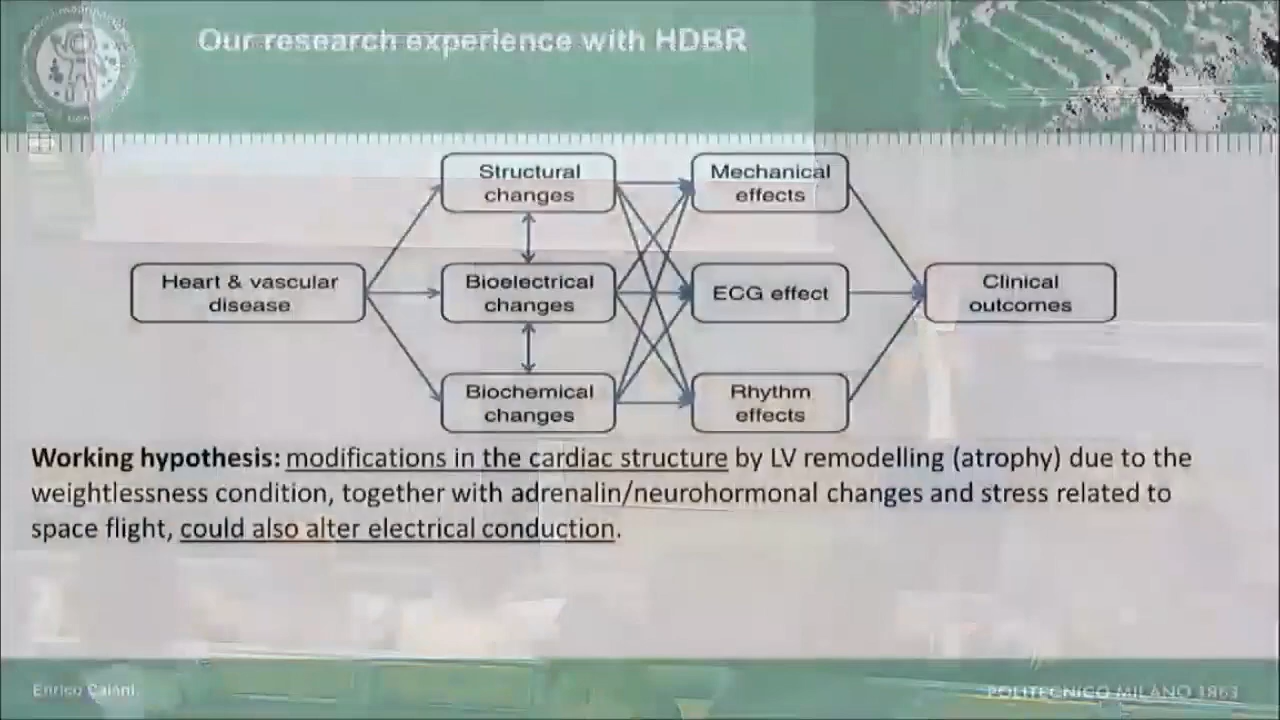 Our research experience with HDBR
Structural
changes
Mechanical
effects
Heart & vascular
disease
Bioelectrical
changes
ECG effect
Clinical
outcomes
Biochemical
changes
Rhythm
effects
Working hypothesis: modifications in the cardiac structure by LV remodelling (atrophy) due to the
weightlessness condition, together with adrenalin/neurohormonal changes and stress related to
space flight, could also alter electrical conduction.
Enrico Caiani
POLITECNICO MILANO 1863